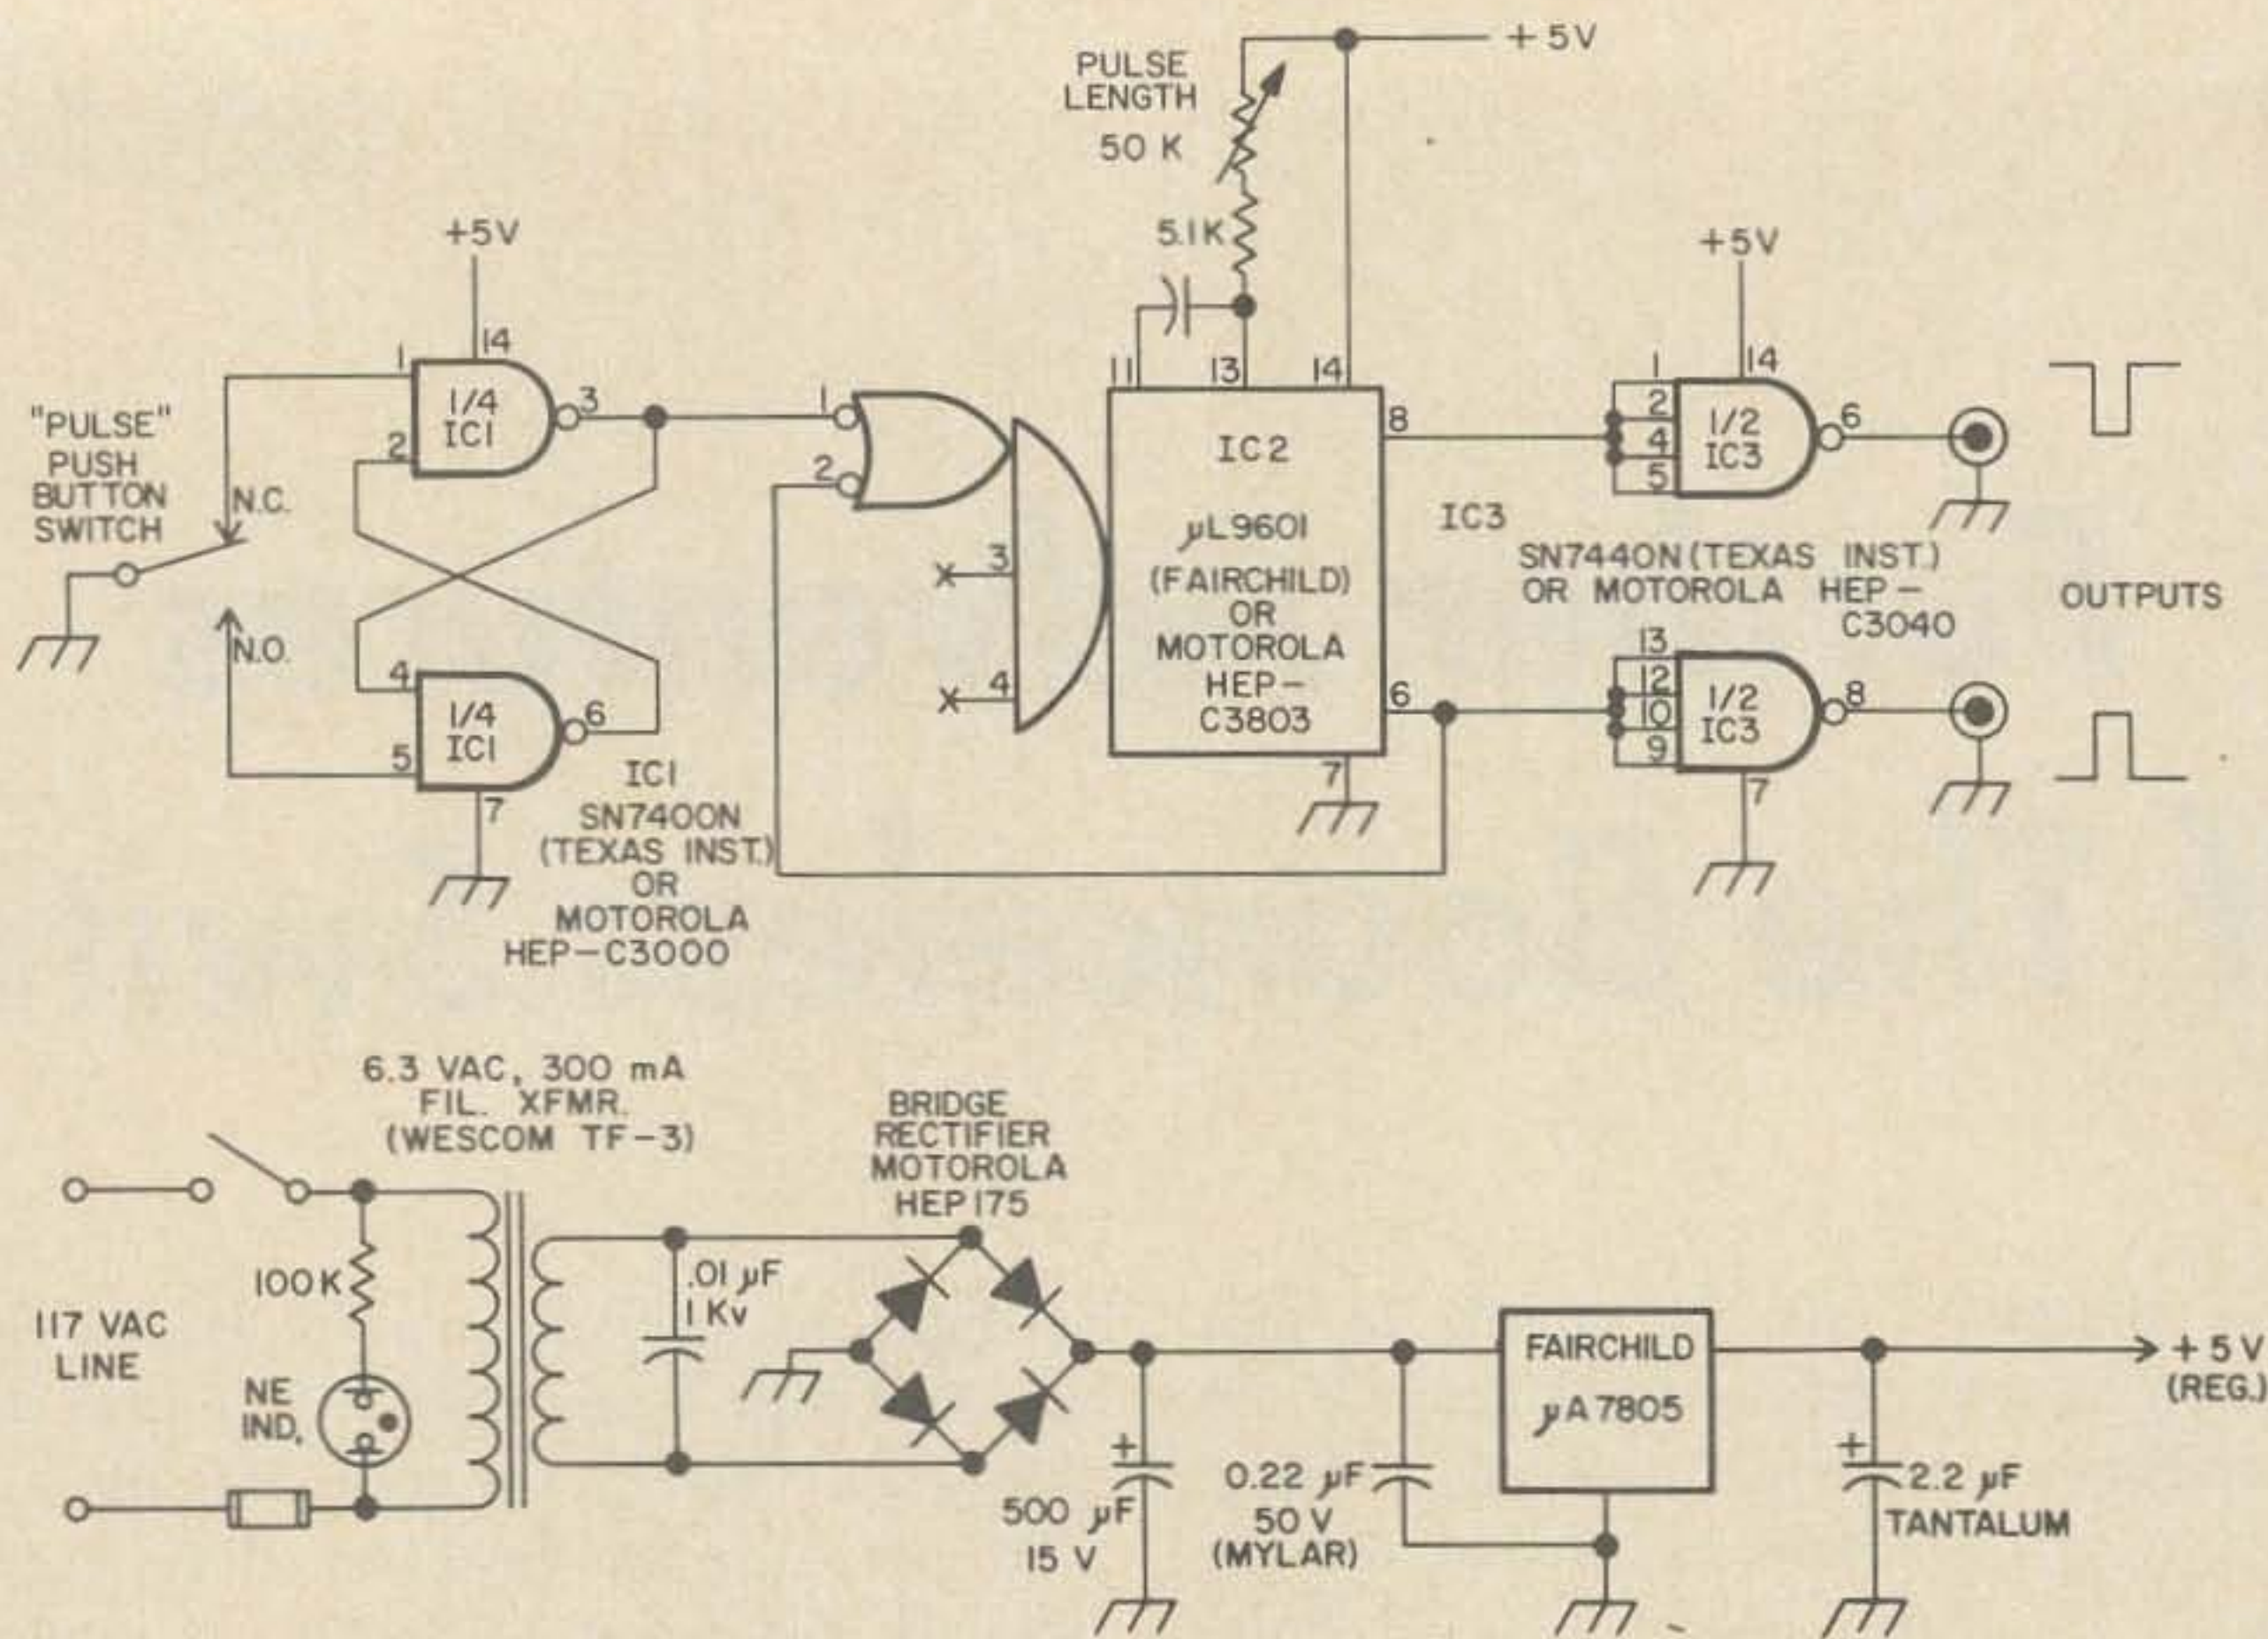 +5V
PULSE
LENGTH
50 K
5.1K
+5V
1
14
2
1/4
IC1
3
"PULSE"
PUSH
BUTTON
SWITCH
N.C.
N.O.
4
5
1/4
IC1
6
7
IC1
SN7400N
(TEXAS INST.)
OR
MOTOROLA
HEP-C3000
1
2
3
4
11
13
14
8
6
7
IC2
µL9601
(FAIRCHILD)
OR
MOTOROLA
HEP-
C3803
+5V
14
1
2
4
5
1/2
IC3
6
IC3
SN7440N (TEXAS INST.)
OR MOTOROLA HEP-
C3040
OUTPUTS
13
12
10
9
1/2
IC3
8
7
6.3 VAC, 300 mA
FIL. XFMR.
(WESCOM TF-3)
BRIDGE
RECTIFIER
MOTOROLA
HEP 175
117 VAC
LINE
100K
NE
IND.
.01 µF
1 Kv
500 µF
15 V
+
0.22 µF
50 V
(MYLAR)
FAIRCHILD
µA7805
+
2.2 µF
TANTALUM
+ 5 V
(REG.)